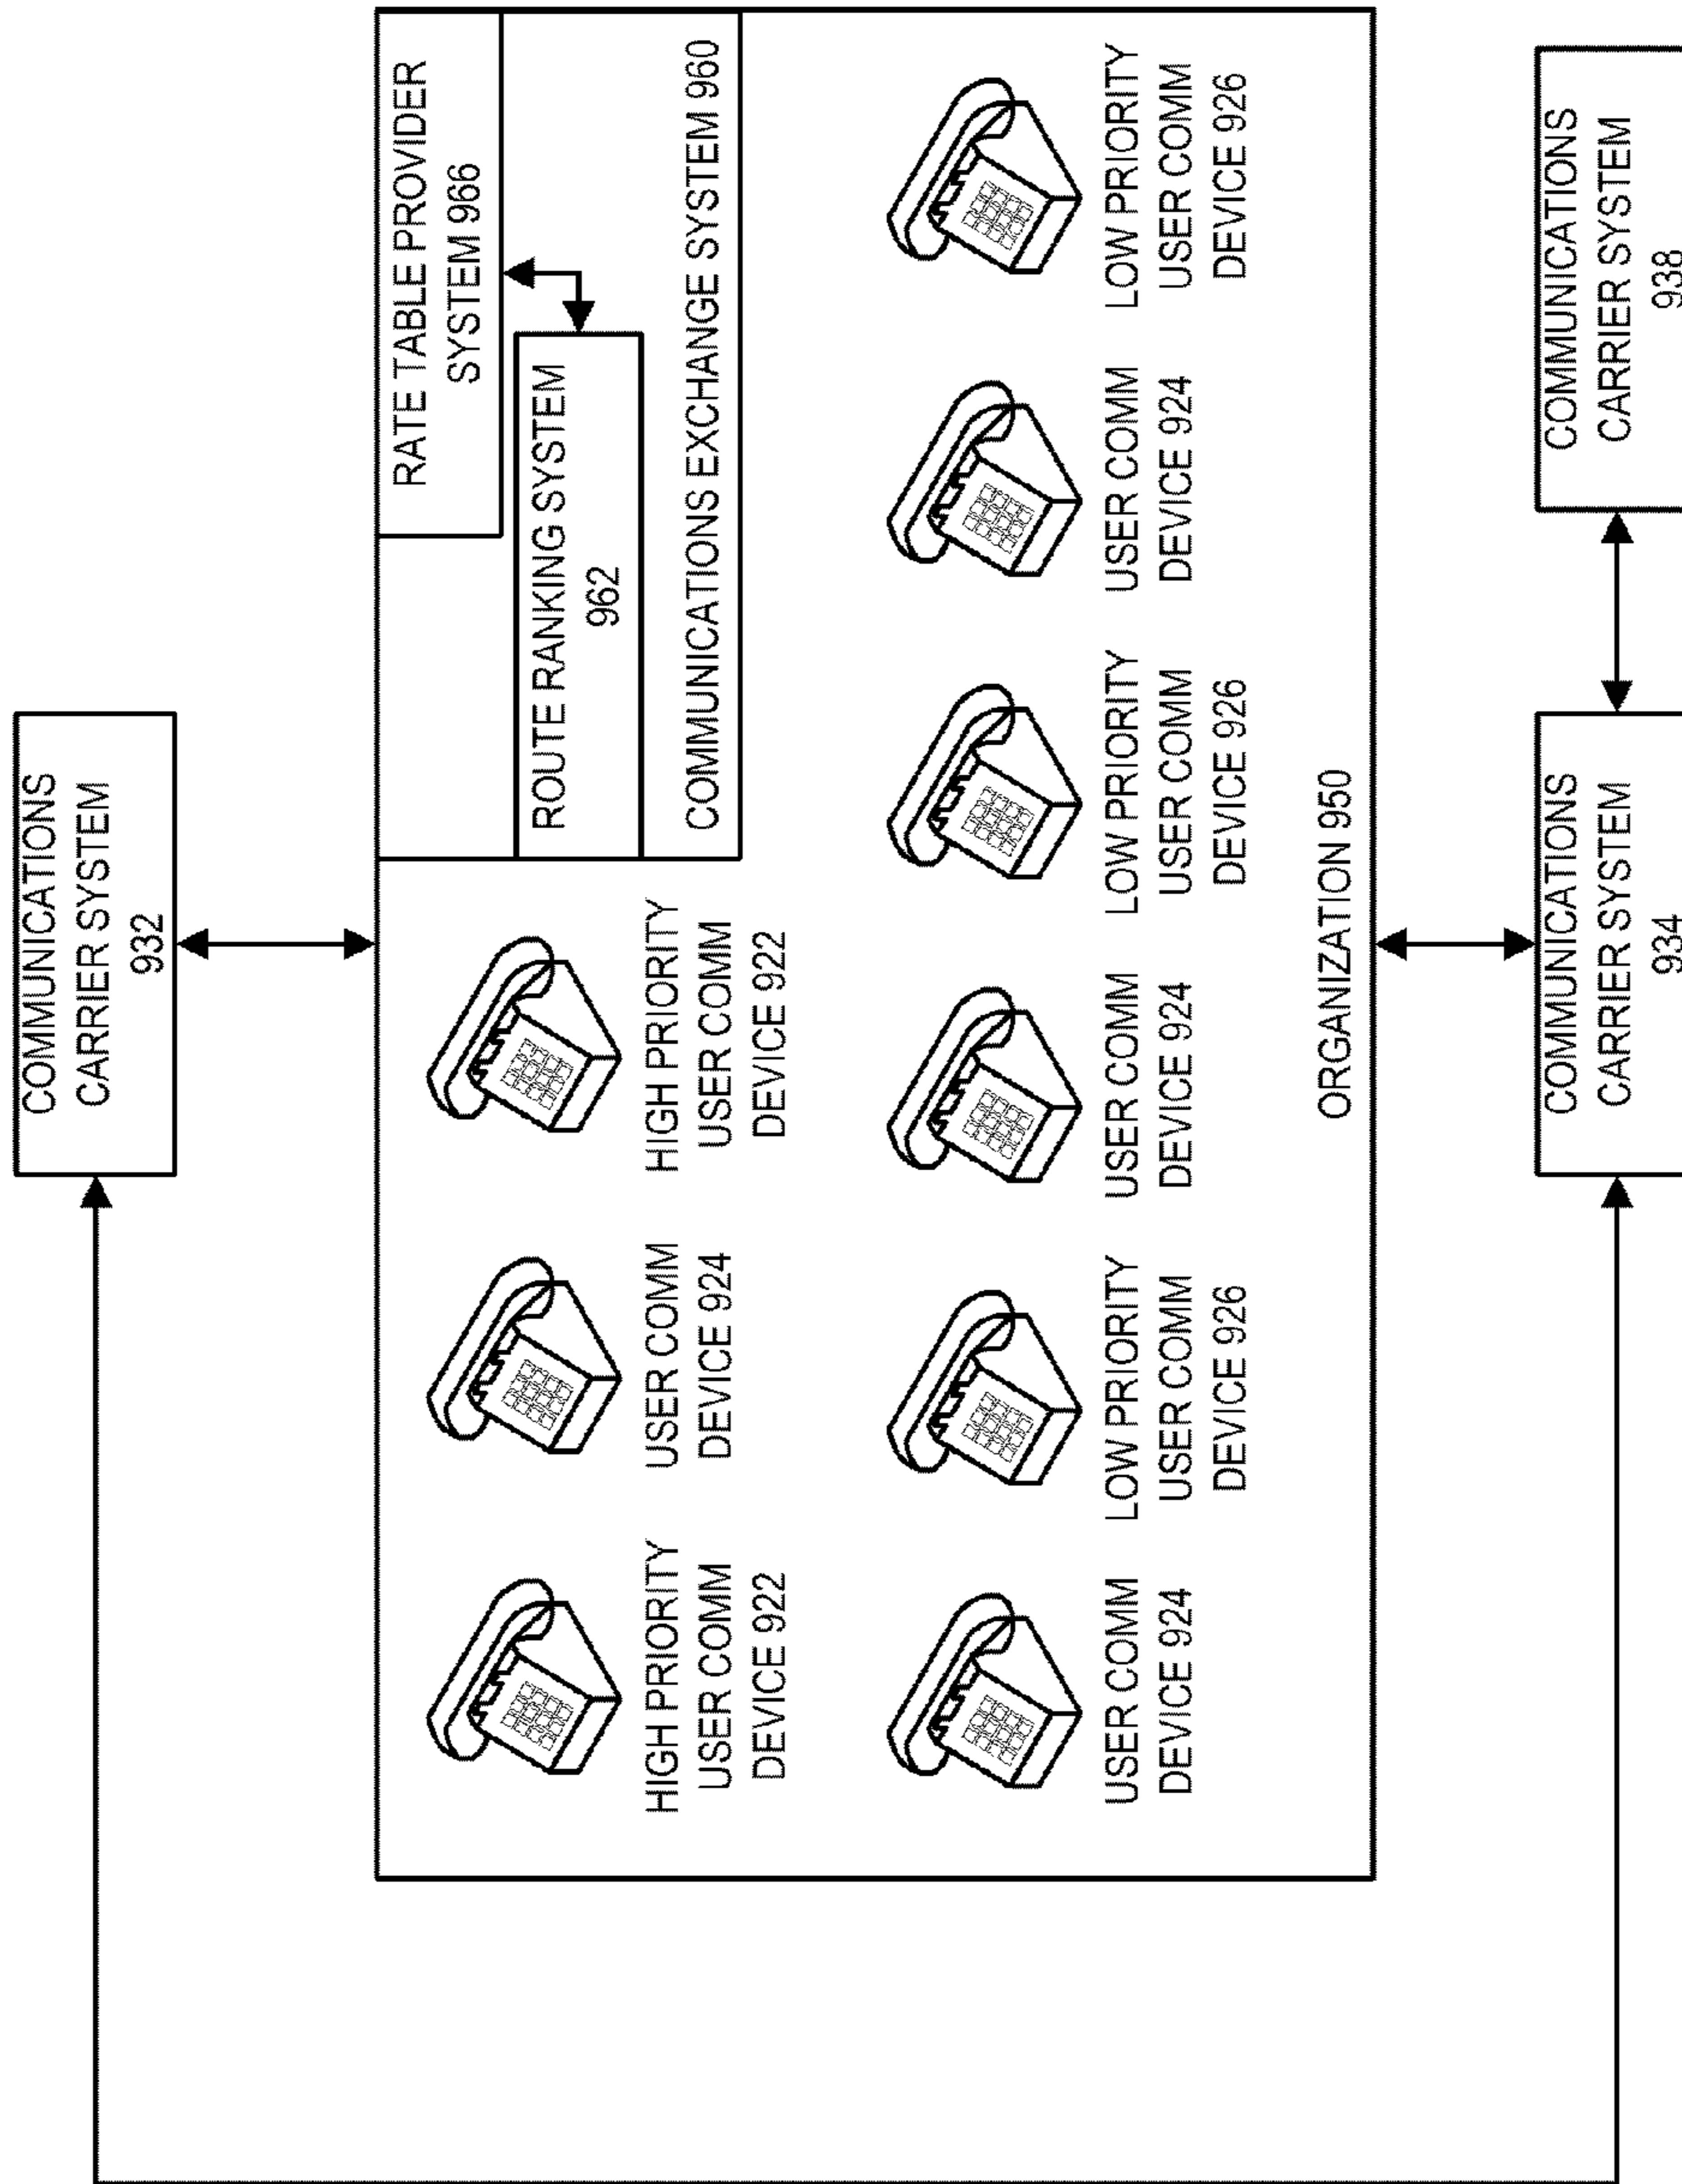 COMMUNICATIONS
CARRIER SYSTEM
932
RATE TABLE PROVIDER
SYSTEM 966
ROUTE RANKING SYSTEM
962
COMMUNICATIONS EXCHANGE SYSTEM 960
HIGH PRIORITY
USER COMM
DEVICE 922
USER COMM
DEVICE 924
HIGH PRIORITY
USER COMM
DEVICE 922
USER COMM
DEVICE 924
LOW PRIORITY
USER COMM
DEVICE 926
USER COMM
DEVICE 924
LOW PRIORITY
USER COMM
DEVICE 926
USER COMM
DEVICE 924
LOW PRIORITY
USER COMM
DEVICE 926
ORGANIZATION 950
COMMUNICATIONS
CARRIER SYSTEM
934
COMMUNICATIONS
CARRIER SYSTEM
938